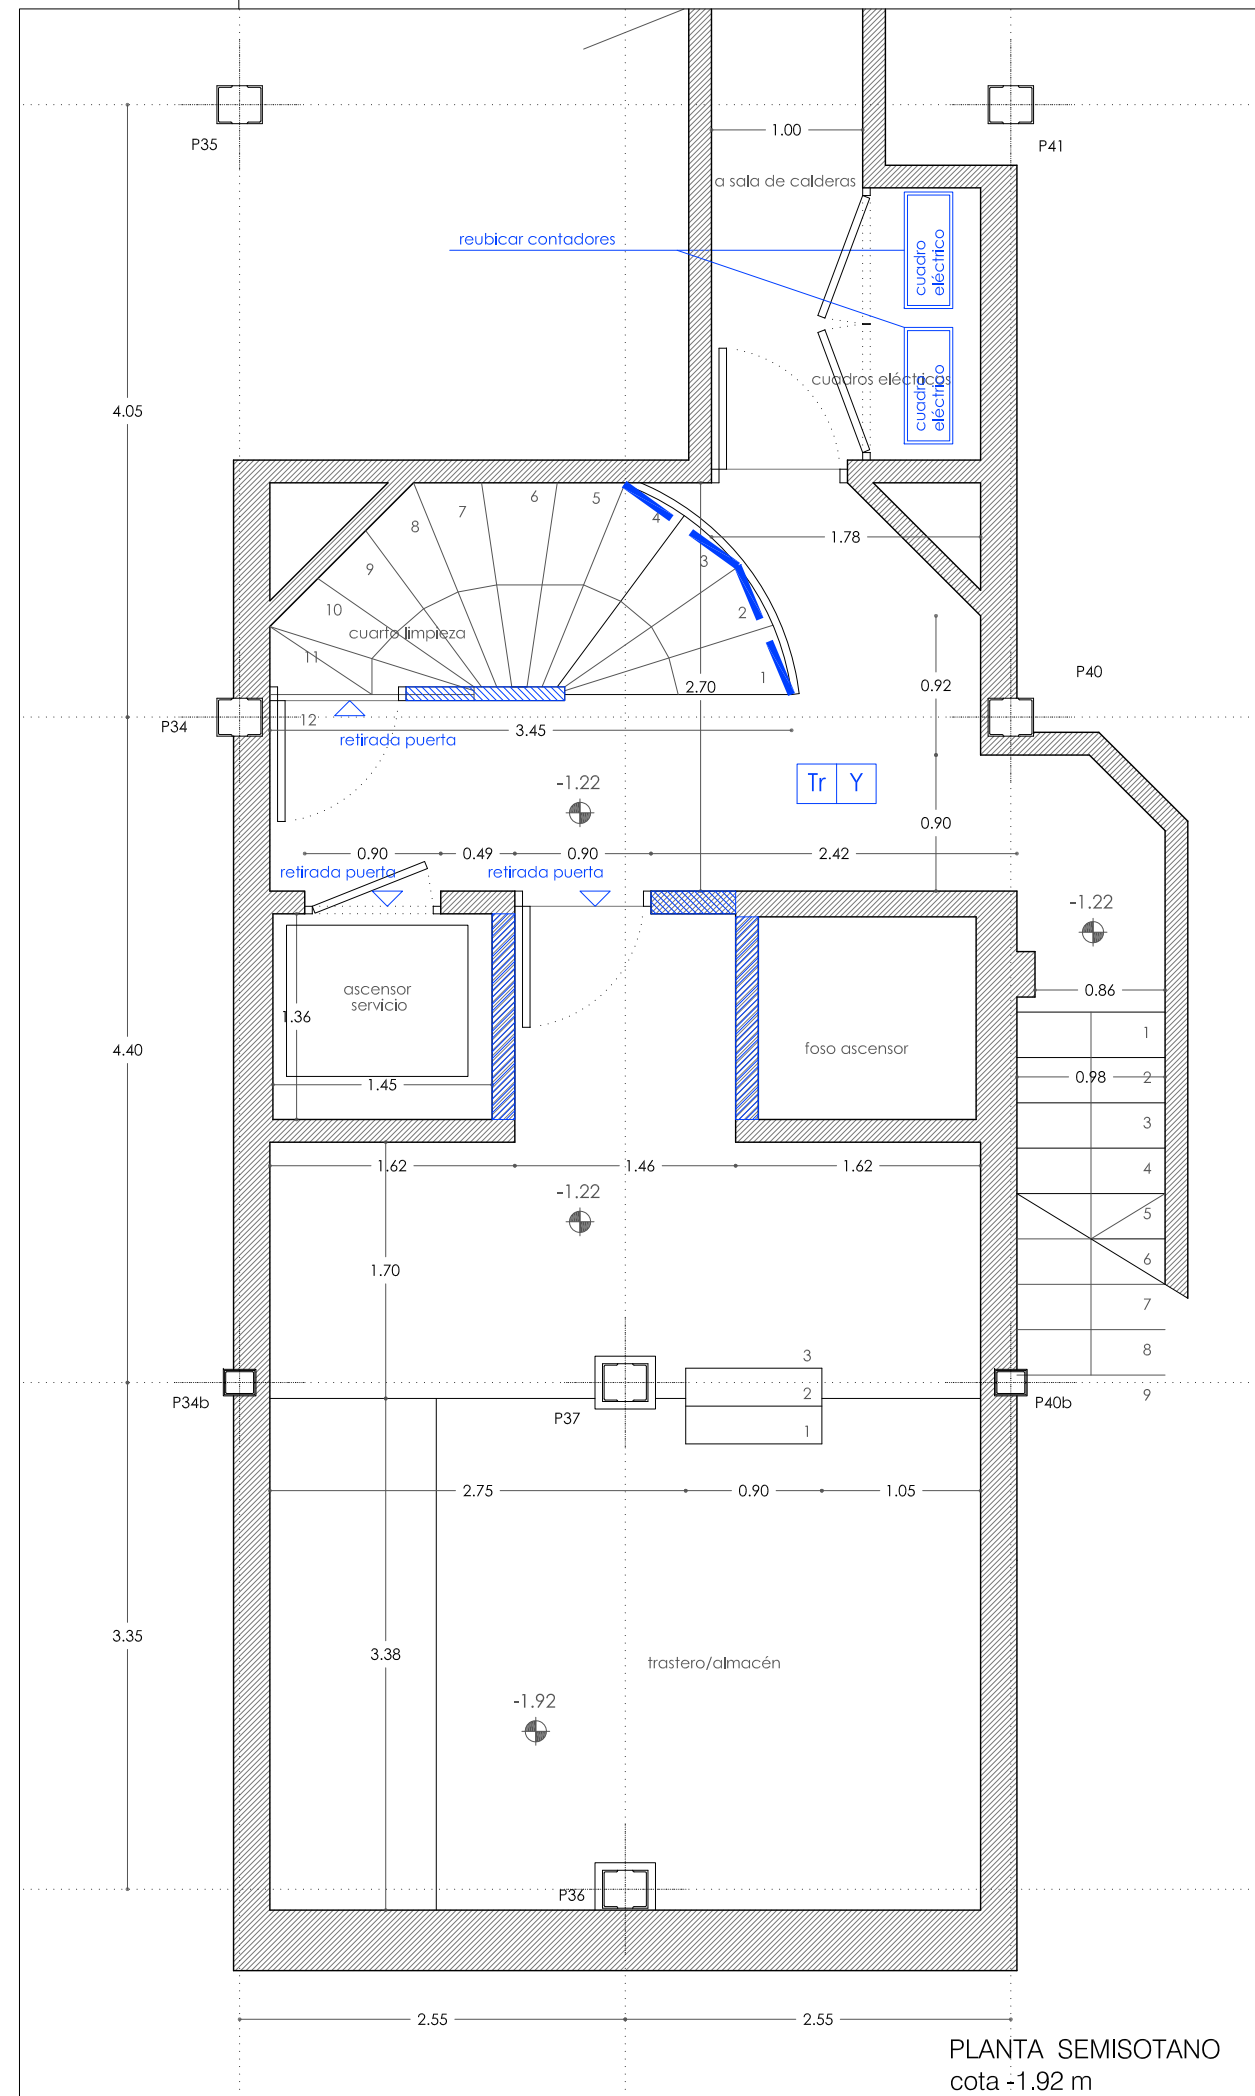 P35
P41
1.00
a sala de calderas
reubicar contadores
cuadro
eléctrico
cuadros eléctricos
cuadro
eléctrico
4.05
5
6
7
8
4
9
3
1.78
10
2
cuarto limpieza
11
1
2.70
0.92
P40
P34
12
3.45
retirada puerta
-1.22
Tr Y
0.90
0.90
0.49
0.90
2.42
retirada puerta
retirada puerta
-1.22
ascensor
servicio
0.86
1.36
1
4.40
foso ascensor
1.45
0.98
2
3
1.62
1.46
1.62
4
-1.22
5
1.70
6
7
3
8
P34b
P37
2
P40b
9
1
2.75
0.90
1.05
3.35
3.38
trastero/almacén
-1.92
P36
2.55
2.55
PLANTA SEMISOTANO
cota -1.92 m